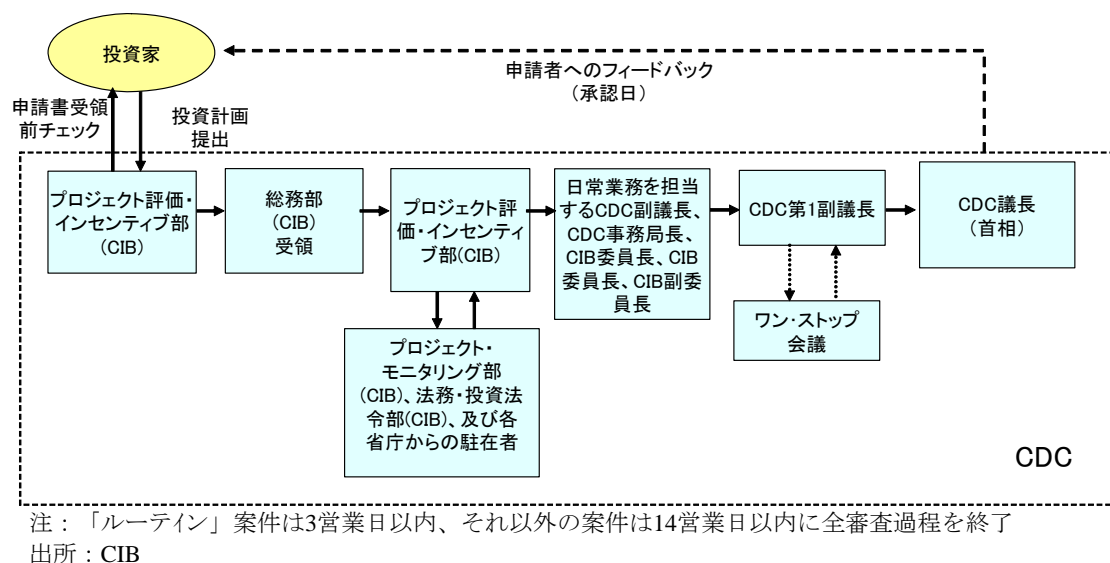 投資家
申請者へのフィードバック
（承認日）
申請書受領
前チェック
投資計画
提出
プロジェクト評価・
インセンティブ部
(CIB)
総務部
(CIB)
受領
プロジェクト評
価・インセンティ
ブ部(CIB)
日常業務を担当
するCDC副議長、
CDC事務局長、
CIB委員長、CIB
委員長、CIB副委
員長
CDC第1副議長
CDC議長
（首相）
ワン・ストップ
会議
プロジェクト・
モニタリング部
(CIB)、法務・投資法
令部(CIB)、及び各
省庁からの駐在者
CDC
注：「ルーテイン」案件は3営業日以内、それ以外の案件は14営業日以内に全審査過程を終了
出所：CIB